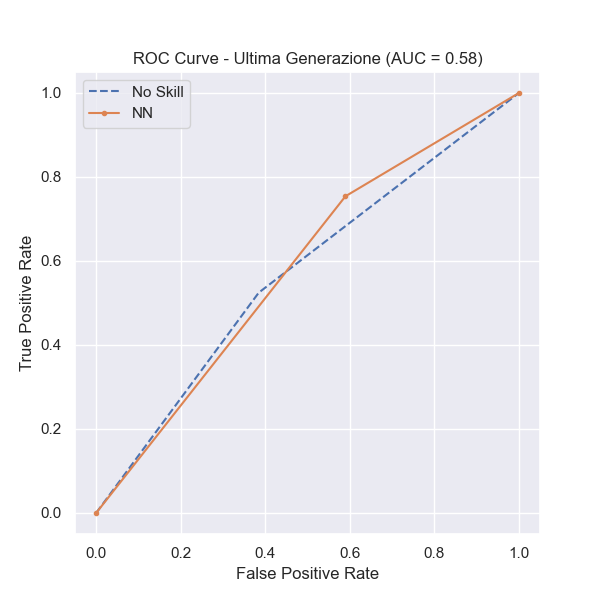 ROC Curve - Ultima Generazione (AUC = 0.58)
No Skill
NN
True Positive Rate
1.0
0.8
0.6
0.4
0.2
0.0
0.0 0.2 0.4 0.6 0.8 1.0
False Positive Rate